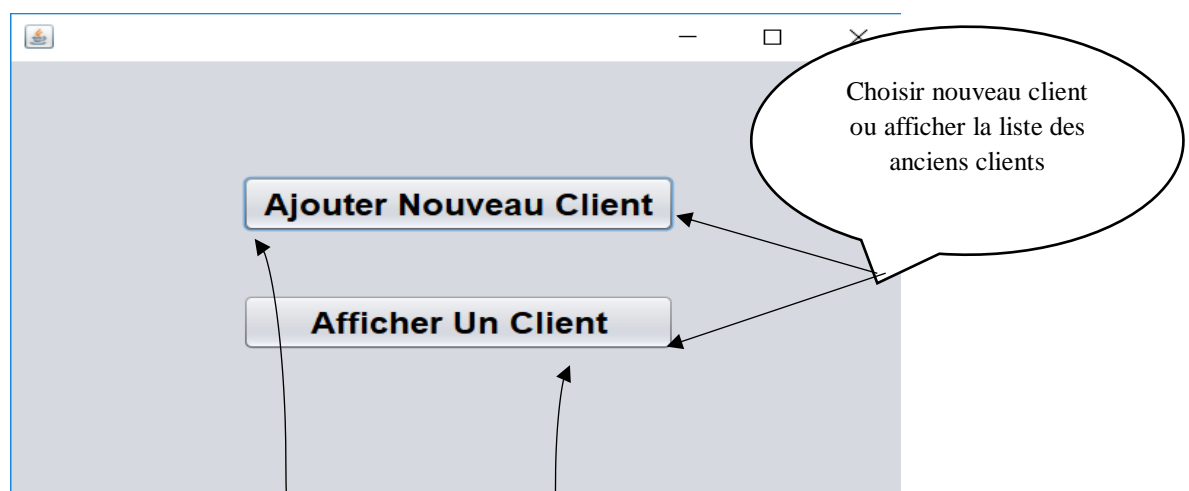 Choisir nouveau client
ou afficher la liste des
anciens clients
Ajouter Nouveau Client
Afficher Un Client